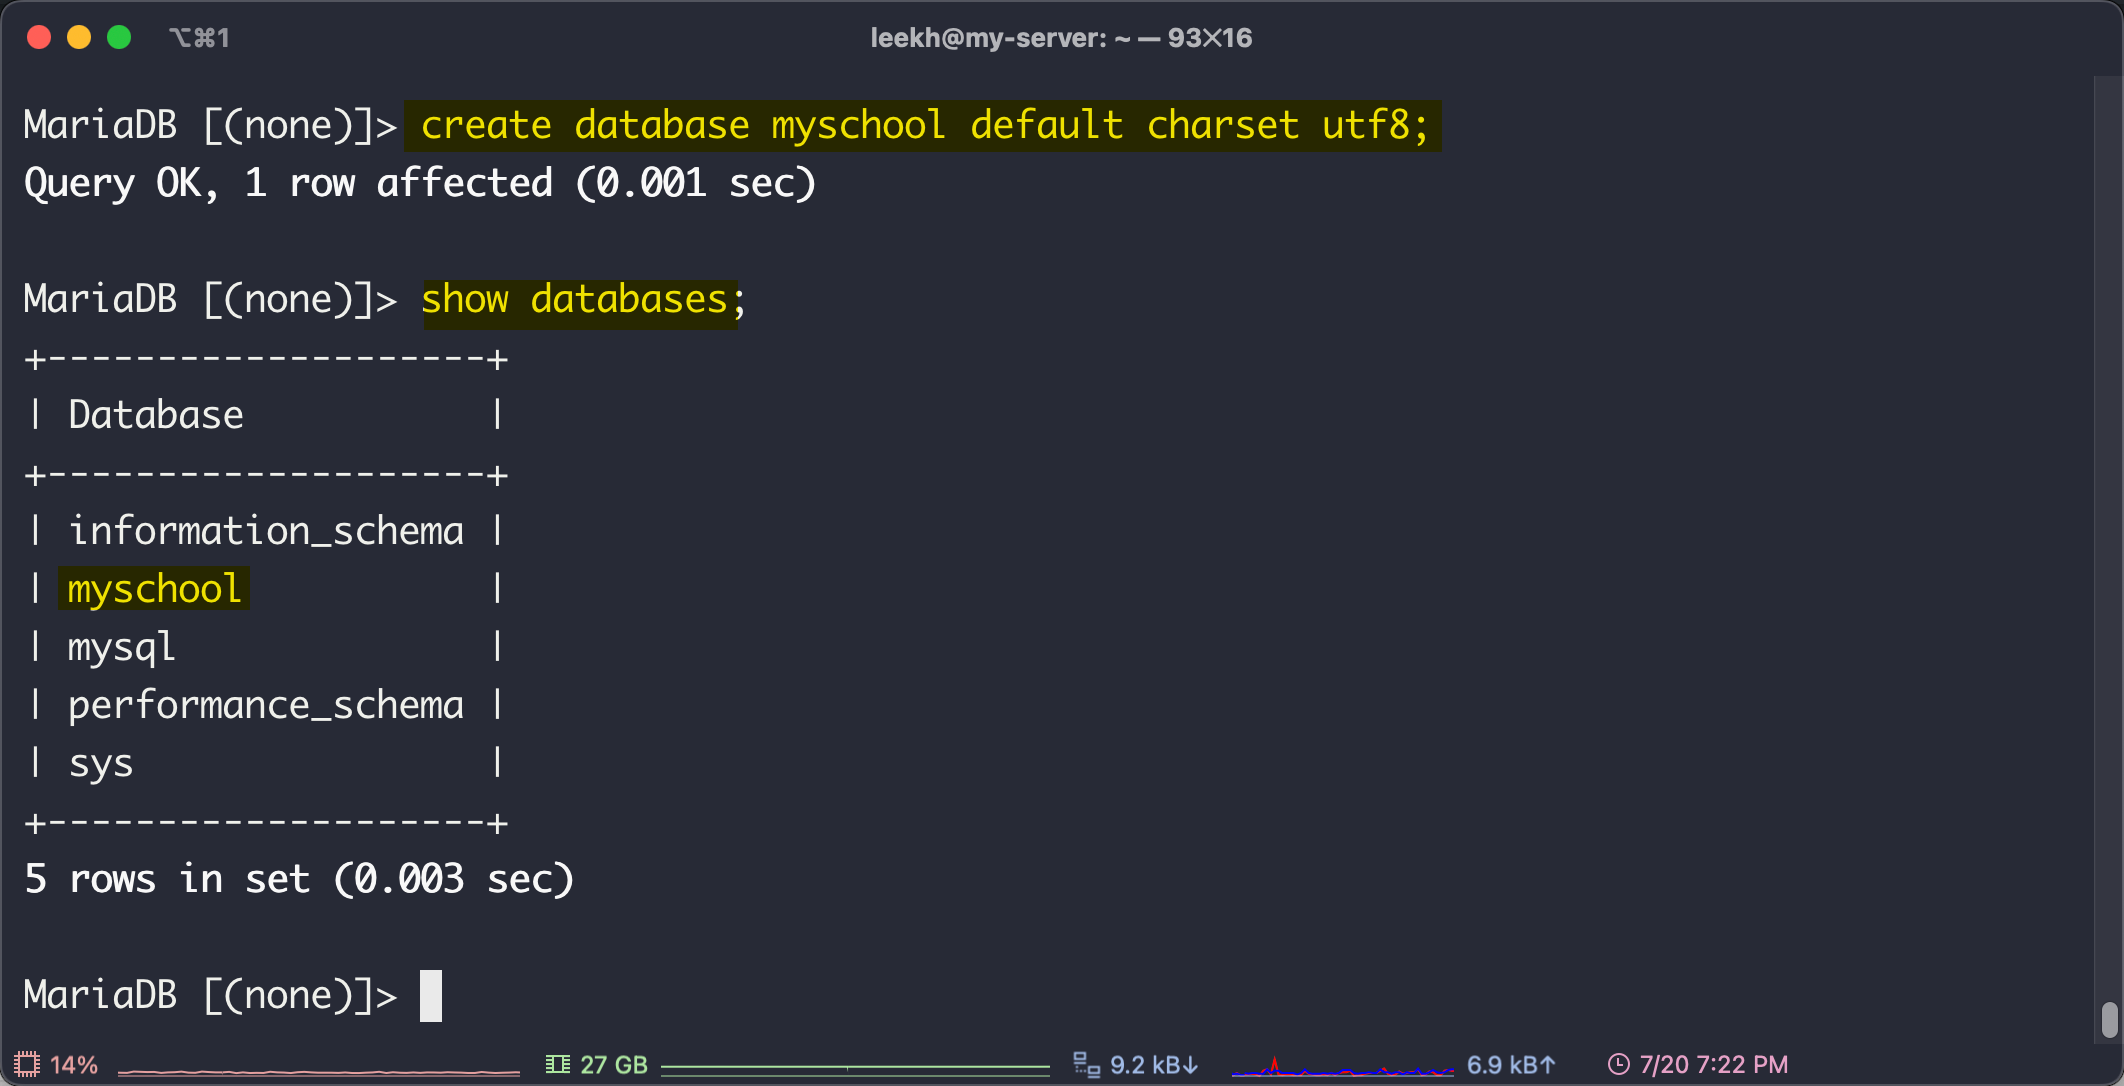 ⌥⌘1
leekh@my-server: ~ — 93×16
MariaDB [(none)]> create database myschool default charset utf8;
Query OK, 1 row affected (0.001 sec)
MariaDB [(none)]> show databases;
+--------------------+
| Database           |
+--------------------+
| information_schema |
| myschool           |
| mysql              |
| performance_schema |
| sys                |
+--------------------+
5 rows in set (0.003 sec)
MariaDB [(none)]>
14% 27 GB 9.2 kB↓ 6.9 kB↑ 7/20 7:22 PM